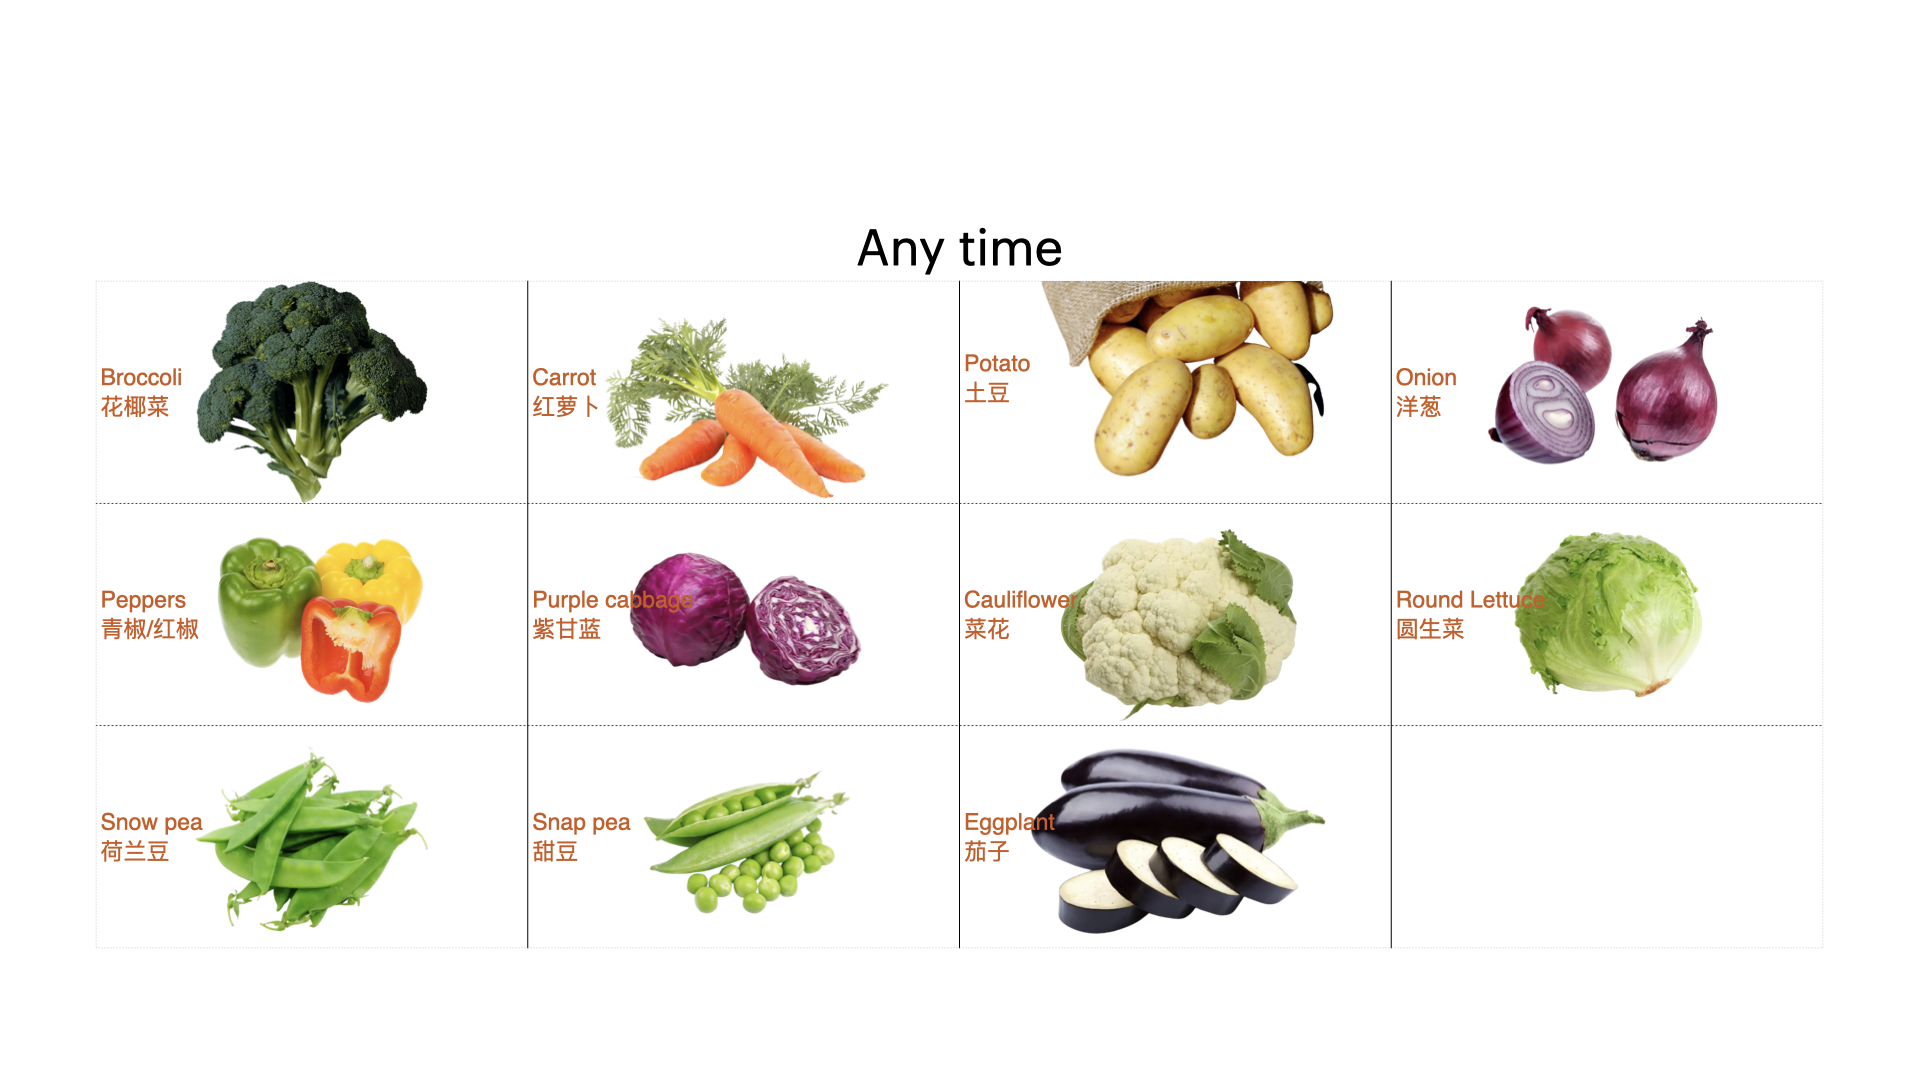 Any time
Broccoli
花椰菜
Carrot
红萝卜
Potato
土豆
Onion
洋葱
Peppers
青椒/红椒
Purple cabbage
紫甘蓝
Cauliflower
菜花
Round Lettuce
圆生菜
Snow pea
荷兰豆
Snap pea
甜豆
Eggplant
茄子